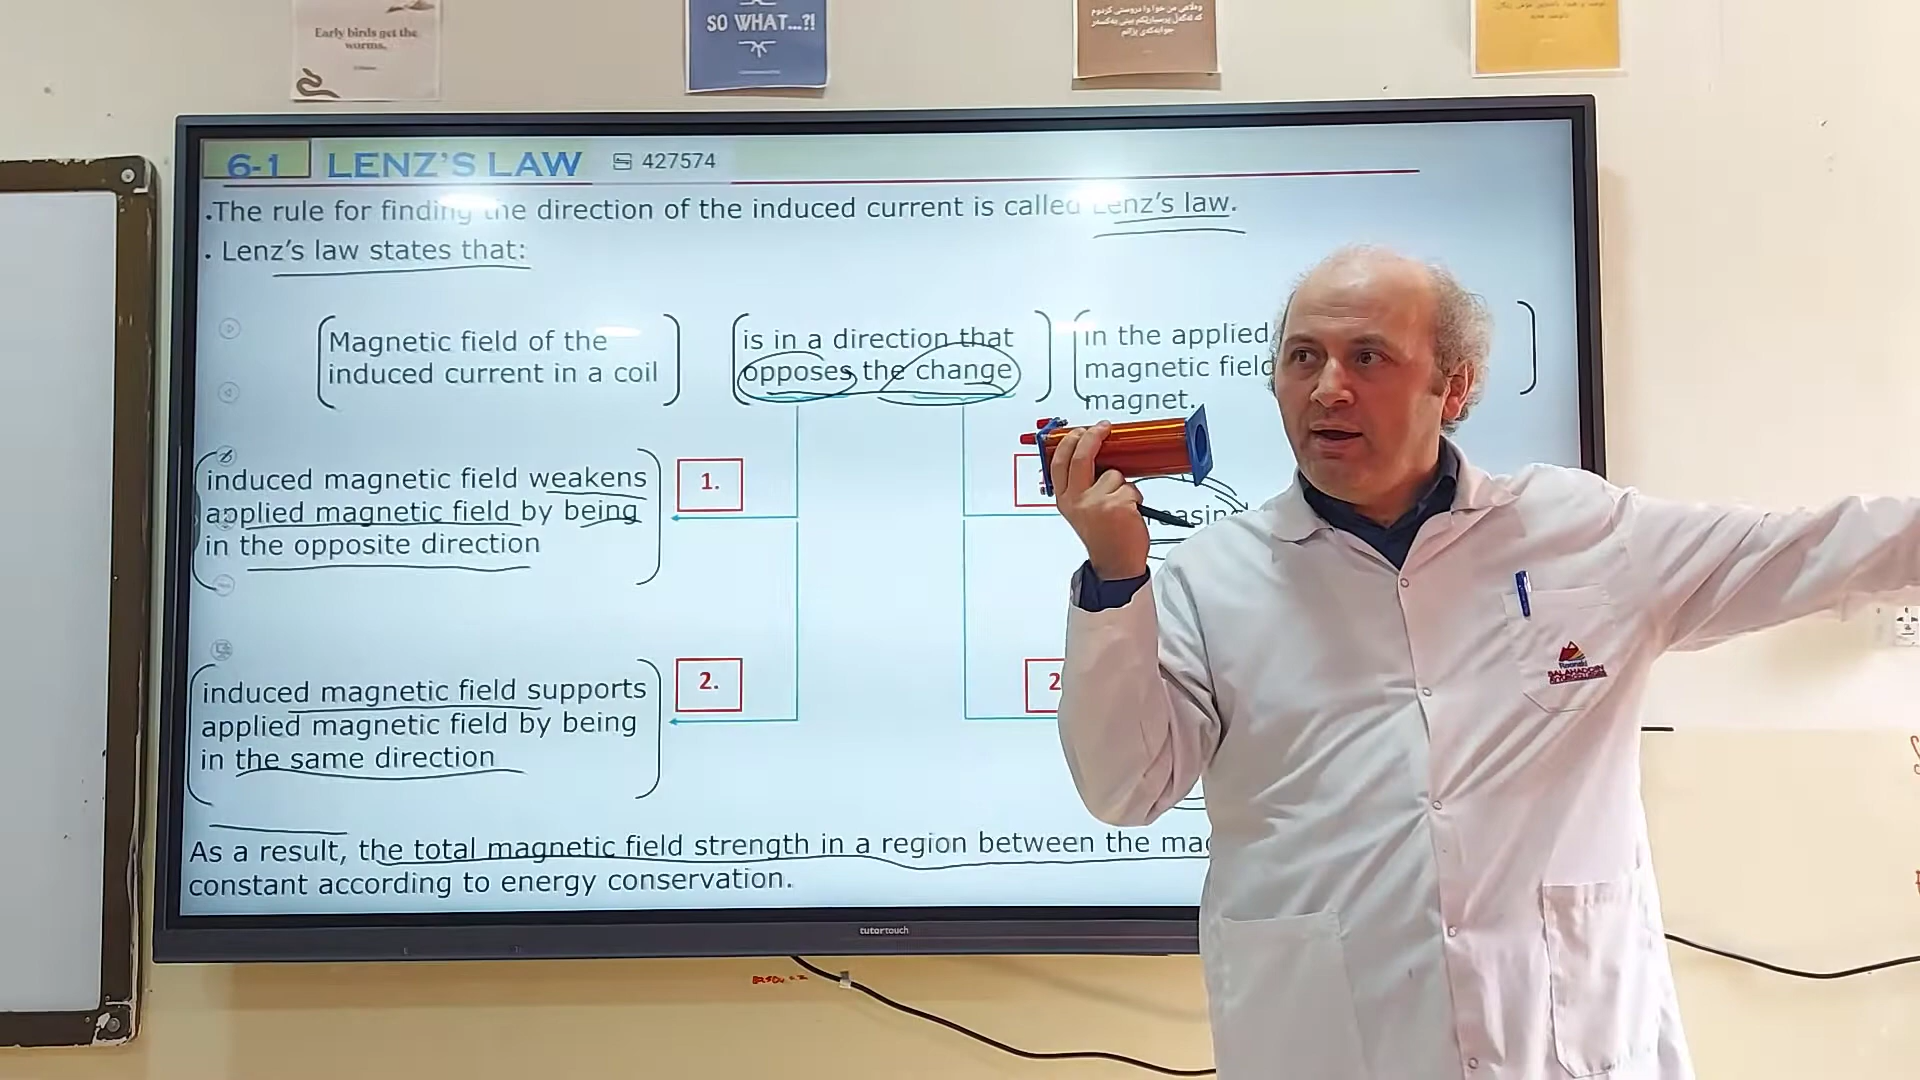 Early birds get the
worms.
SO WHAT...?!
6-1 LENZ'S LAW 427574
.The rule for finding the direction of the induced current is called Lenz's law.
. Lenz's law states that:
Magnetic field of the
induced current in a coil
is in a direction that
opposes the change
in the applied
magnetic field
magnet.
induced magnetic field weakens
applied magnetic field by being
in the opposite direction
1.
induced magnetic field supports
applied magnetic field by being
in the same direction
2.
2
As a result, the total magnetic field strength in a region between the mag
constant according to energy conservation.
tutortouch
SALAHADDIN